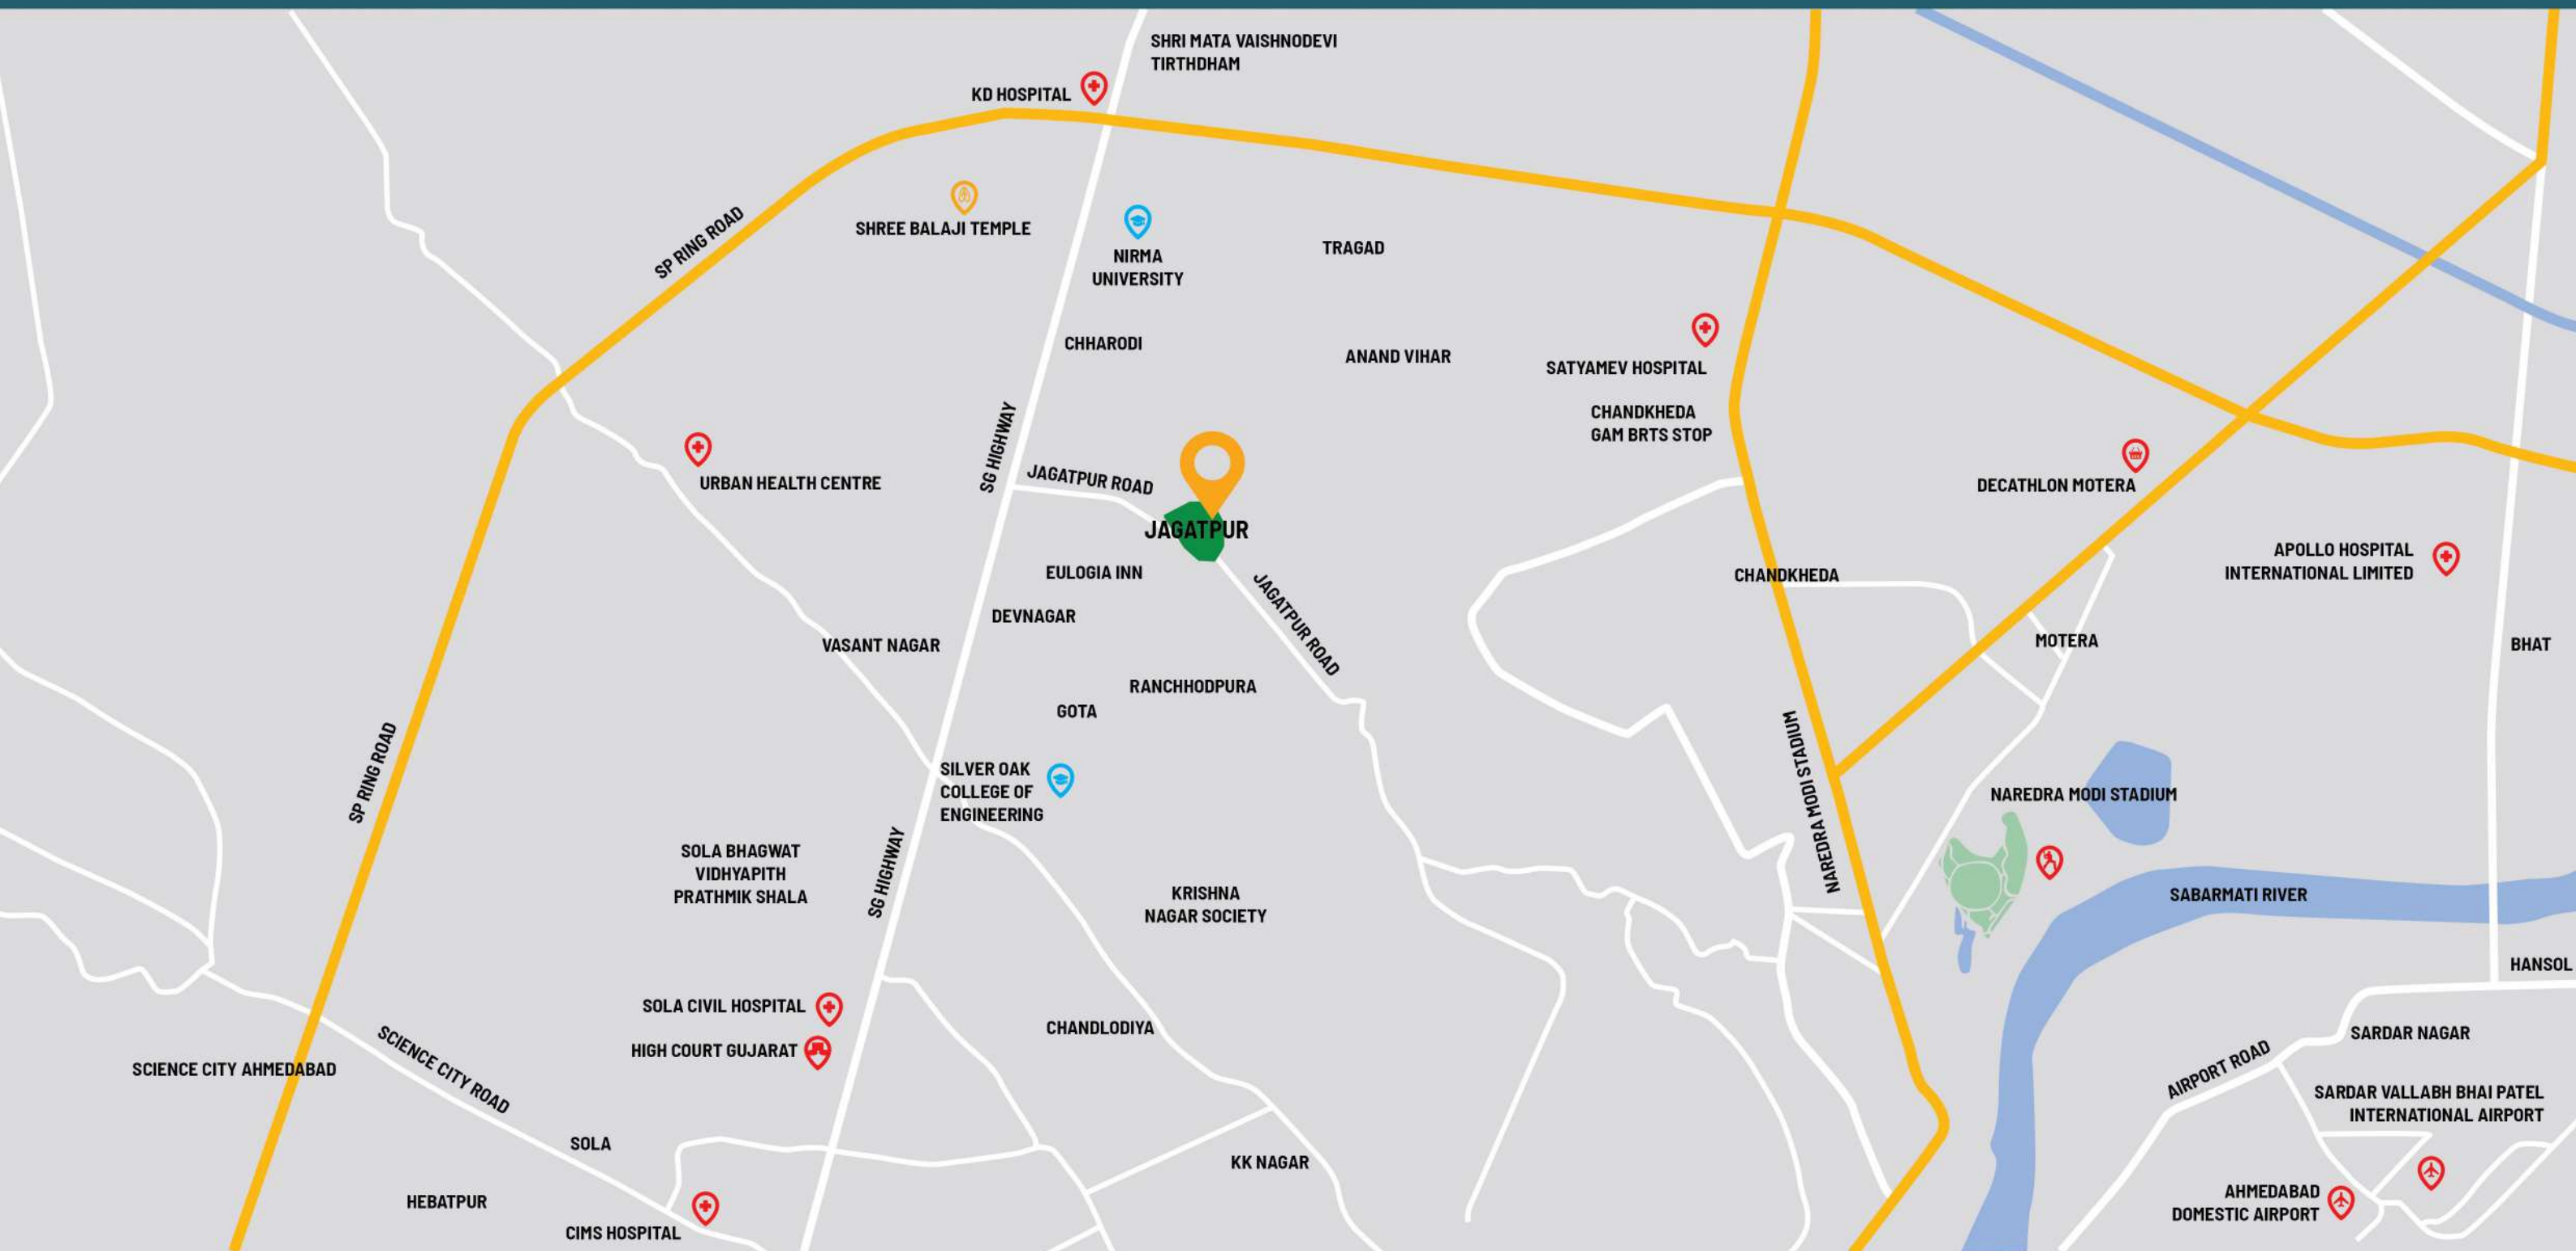 SHRI MATA VAISHNODEVI
TIRTHDHAM
KD HOSPITAL
SP RING ROAD
SHREE BALAJI TEMPLE
NIRMA
UNIVERSITY
TRAGAD
CHHARODI
ANAND VIHAR
SATYAMEV HOSPITAL
CHANDKHEDA
GAM BRTS STOP
SG HIGHWAY
JAGATPUR ROAD
URBAN HEALTH CENTRE
DECATHLON MOTERA
JAGATPUR
APOLLO HOSPITAL
INTERNATIONAL LIMITED
EULOGIA INN
CHANDKHEDA
DEVNAGAR
JAGATPUR ROAD
VASANT NAGAR
MOTERA
BHAT
RANCHHODPURA
GOTA
SP RING ROAD
SILVER OAK
COLLEGE OF
ENGINEERING
NAREDRA MODI STADIUM
NAREDRA MODI STADIUM
SOLA BHAGWAT
VIDHYAPITH
PRATHMIK SHALA
SG HIGHWAY
KRISHNA
NAGAR SOCIETY
SABARMATI RIVER
HANSOL
SOLA CIVIL HOSPITAL
HIGH COURT GUJARAT
CHANDLODIYA
SARDAR NAGAR
SCIENCE CITY AHMEDABAD
SCIENCE CITY ROAD
AIRPORT ROAD
SARDAR VALLABH BHAI PATEL
INTERNATIONAL AIRPORT
SOLA
KK NAGAR
HEBATPUR
CIMS HOSPITAL
AHMEDABAD
DOMESTIC AIRPORT